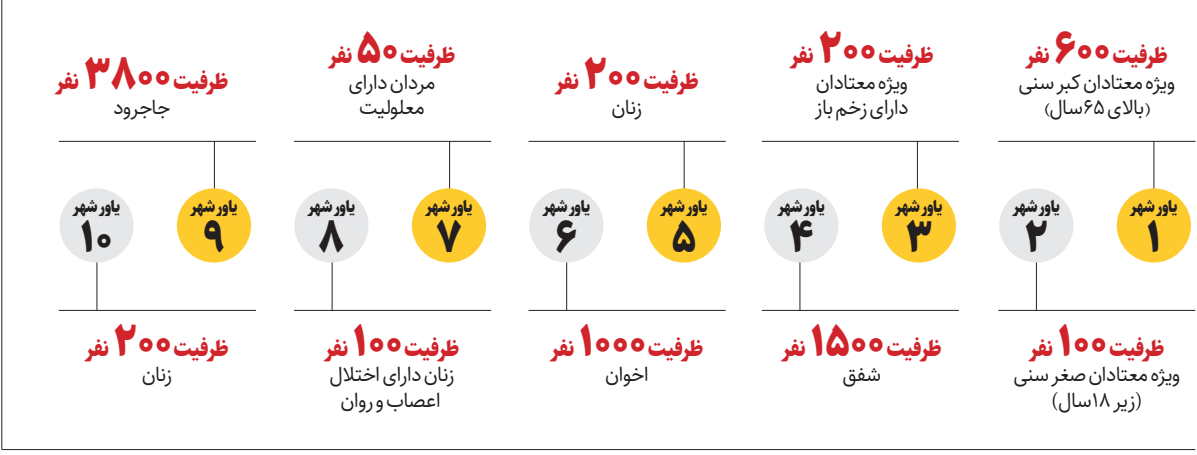 ظرفیت ۶۰۰ نفر
ویژه معتادان کبر سنی
(بالای ۶۵سال)
یاور شهر
۱
یاور شهر
۲
ظرفیت ۱۰۰ نفر
ویژه معتادان صغر سنی
(زیر ۱۸سال)
ظرفیت ۲۰۰ نفر
ویژه معتادان
دارای زخم باز
یاور شهر
۳
یاور شهر
۴
ظرفیت ۱۵۰۰ نفر
شفق
ظرفیت ۲۰۰ نفر
زنان
یاور شهر
۵
یاور شهر
۶
ظرفیت ۱۰۰۰ نفر
اخوان
ظرفیت ۵۰ نفر
مردان دارای
معلولیت
یاور شهر
۷
یاور شهر
۸
ظرفیت ۱۰۰ نفر
زنان دارای اختلال
اعصاب و روان
ظرفیت ۳۸۰۰ نفر
جاجرود
یاور شهر
۹
یاور شهر
۱۰
ظرفیت ۲۰۰ نفر
زنان